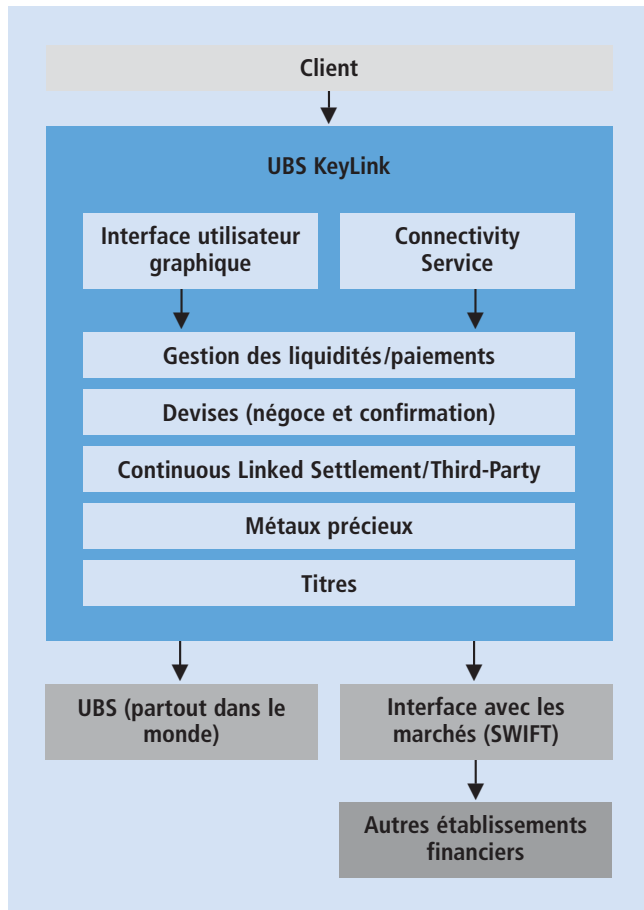 Client
UBS KeyLink
Interface utilisateur
graphique
Connectivity
Service
Gestion des liquidités/paiements
Devises (négoce et confirmation)
Continuous Linked Settlement/Third-Party
Métaux précieux
Titres
UBS (partout dans le
monde)
Interface avec les
marchés (SWIFT)
Autres établissements
financiers